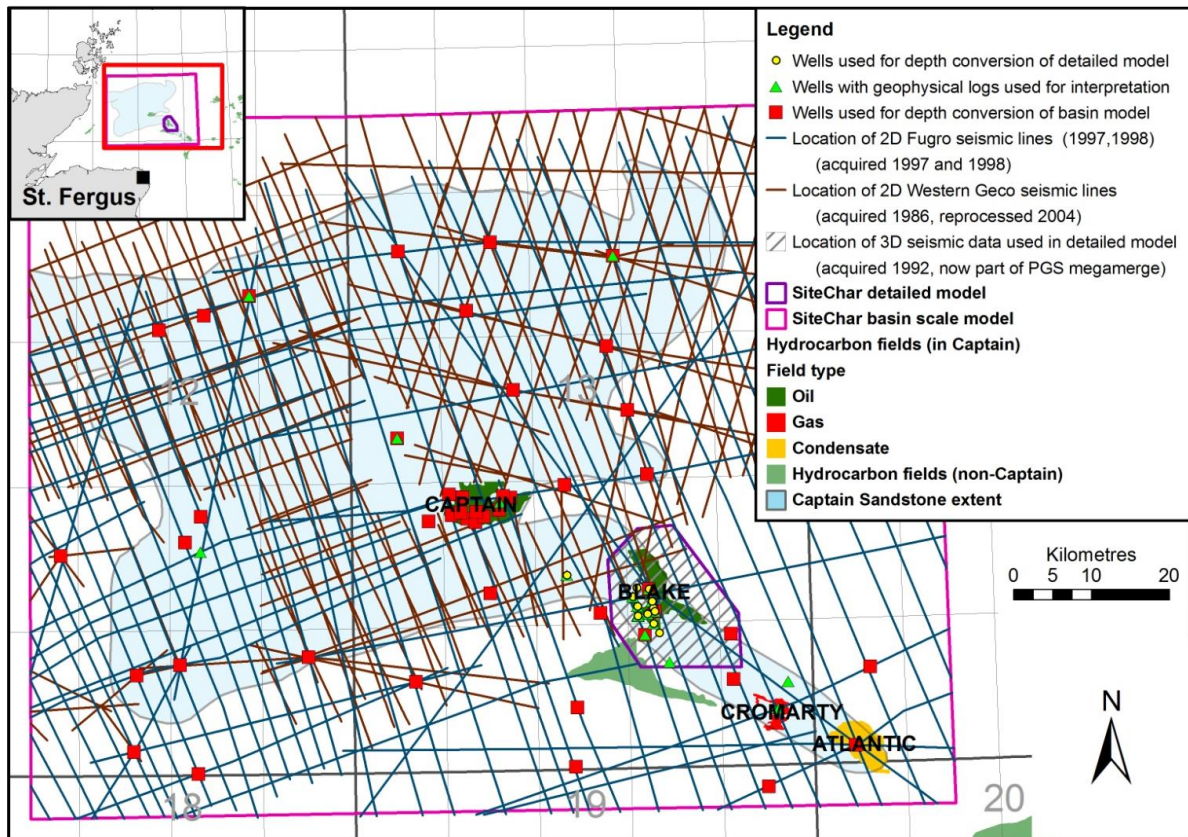 St. Fergus
Legend
Wells used for depth conversion of detailed model
Wells with geophysical logs used for interpretation
Wells used for depth conversion of basin model
Location of 2D Fugro seismic lines (1997,1998)
(acquired 1997 and 1998)
Location of 2D Western Geco seismic lines
(acquired 1986, reprocessed 2004)
Location of 3D seismic data used in detailed model
(acquired 1992, now part of PGS megamerge)
SiteChar detailed model
SiteChar basin scale model
Hydrocarbon fields (in Captain)
Field type
Oil
Gas
Condensate
Hydrocarbon fields (non-Captain)
Captain Sandstone extent
12
13
CAPTAIN
Kilometres
0 5 10 20
BLAKE
N
CROMARTY
ATLANTIC
18
19
20